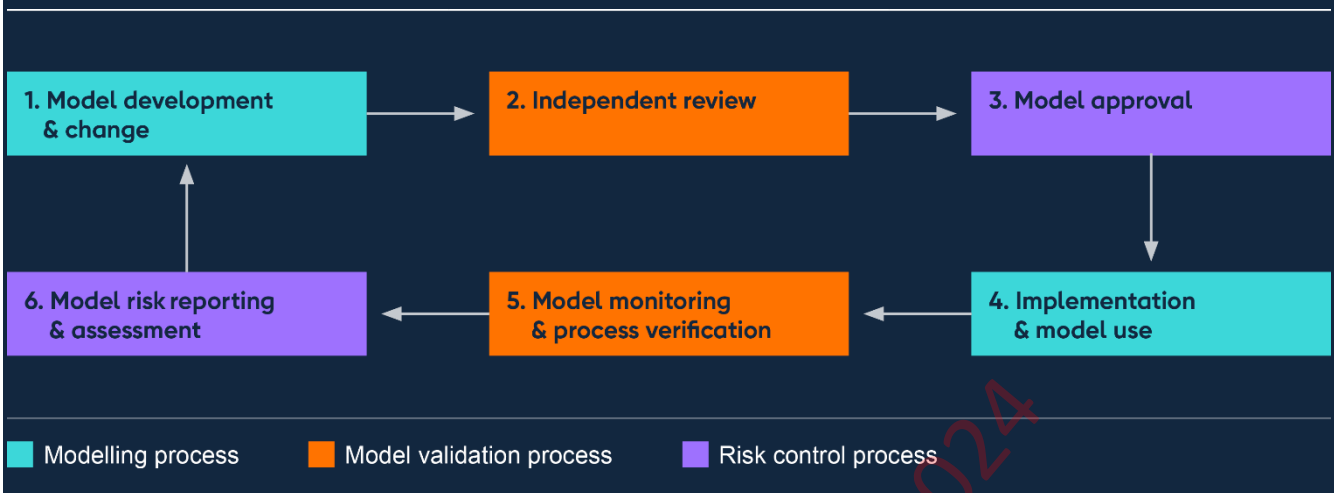 1. Model development
& change
2. Independent review
3. Model approval
6. Model risk reporting
& assessment
5. Model monitoring
& process verification
4. Implementation
& model use
Modelling process
Model validation process
Risk control process
024